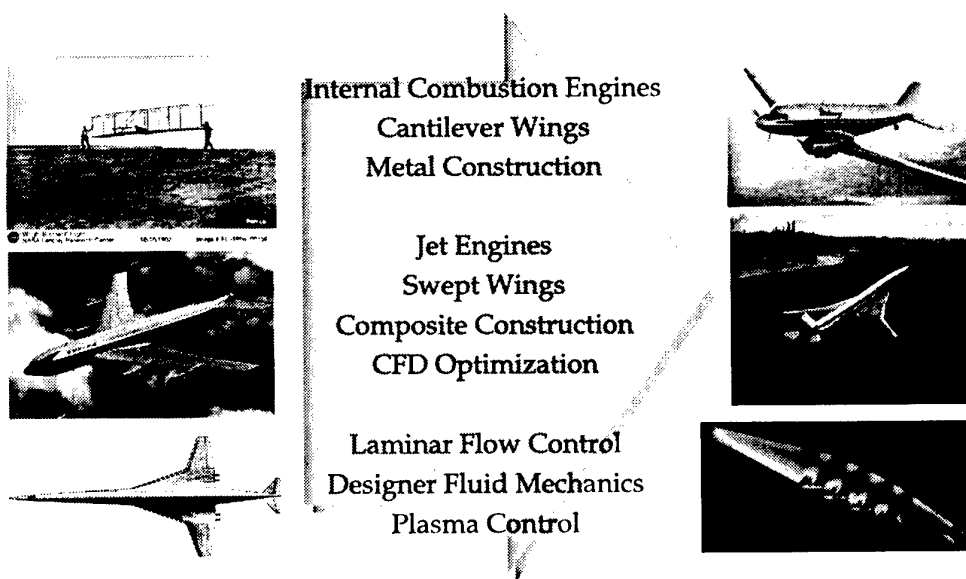 Internal Combustion Engines
Cantilever Wings
Metal Construction
Jet Engines
Swept Wings
Composite Construction
CFD Optimization
Laminar Flow Control
Designer Fluid Mechanics
Plasma Control